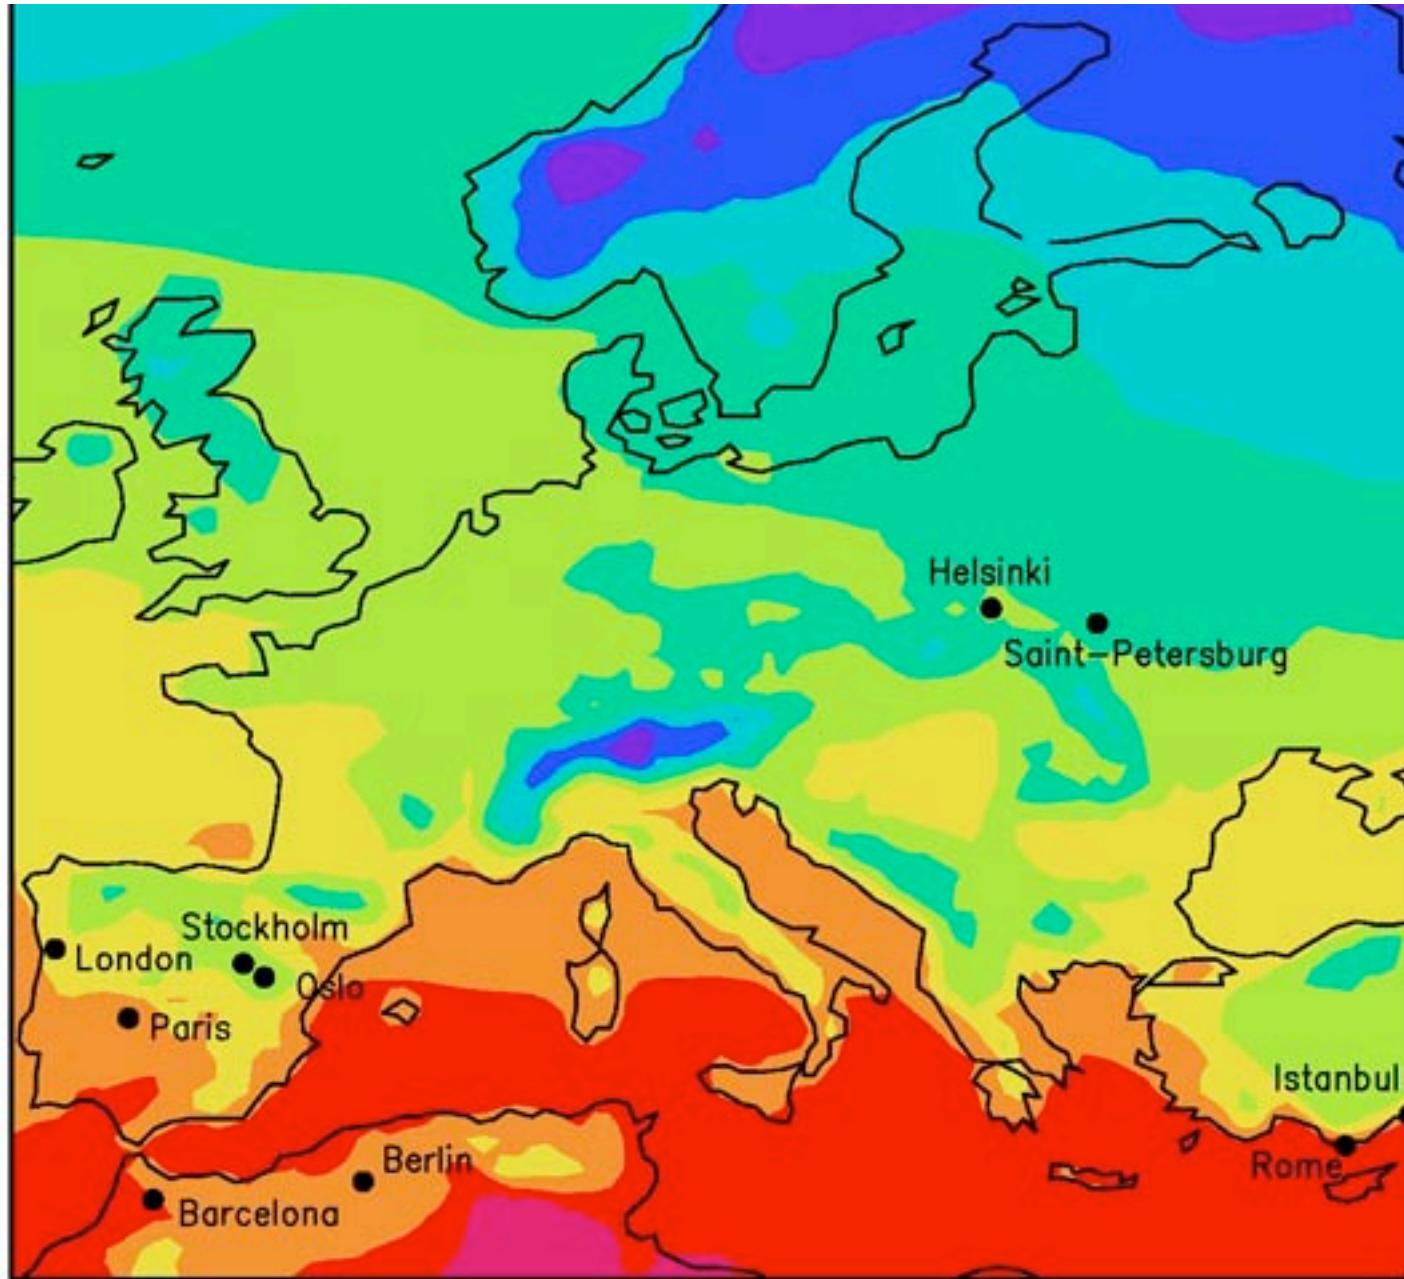 Helsinki
Saint-Petersburg
Stockholm
London
Oslo
Paris
Istanbul
Berlin
Rome
Barcelona